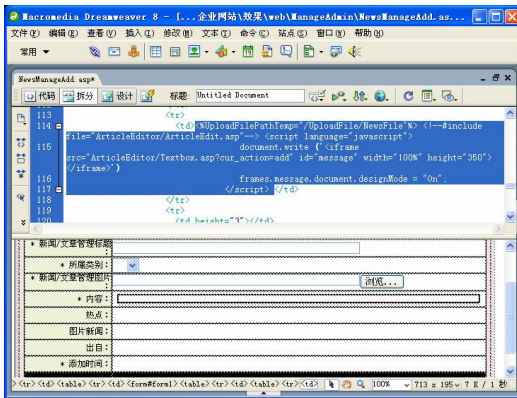 Macromedia Dreamweaver 8 - [...企业网站\效果\web\ManageAdmin\NewsManageAdd.as...
文件(F) 编辑(E) 查看(V) 插入(I) 修改(M) 文本(T) 命令(C) 站点(S) 窗口(W) 帮助(H)
常用
NewsManageAdd.asp*
代码 拆分 设计 标题: Untitled Document
113 <tr>
114 <td><%UploadFilePathTemp="/UploadFile/NewsFile"%> <!--#include
file="ArticleEditor/ArticleEdit.asp"--> <script language="javascript">
115 document.write ('<iframe
src="ArticleEditor/Textbox.asp?cur_action=add" id="message" width="100%" height="350">
</iframe>')
116 frames.message.document.designMode = "On";
117 </script> </td>
118 </tr>
119 <tr>
120 <td height="3"></td>
* 新闻/文章管理标题
* 所属类别:
* 新闻/文章管理图片 浏览...
* 内容:
热点:
图片新闻:
出自:
* 添加时间:
<tr> <td> <table> <tr> <td> <form#form1> <table> <tr> <td> <table> <tr> <td> 100% 713 x 195 7 K / 1 秒